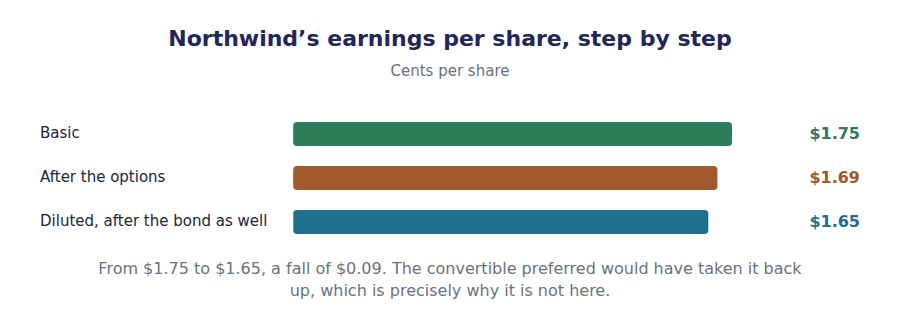 Northwind’s earnings per share, step by step
Cents per share
Basic $1.75
After the options $1.69
Diluted, after the bond as well $1.65
From $1.75 to $1.65, a fall of $0.09. The convertible preferred would have taken it back
up, which is precisely why it is not here.